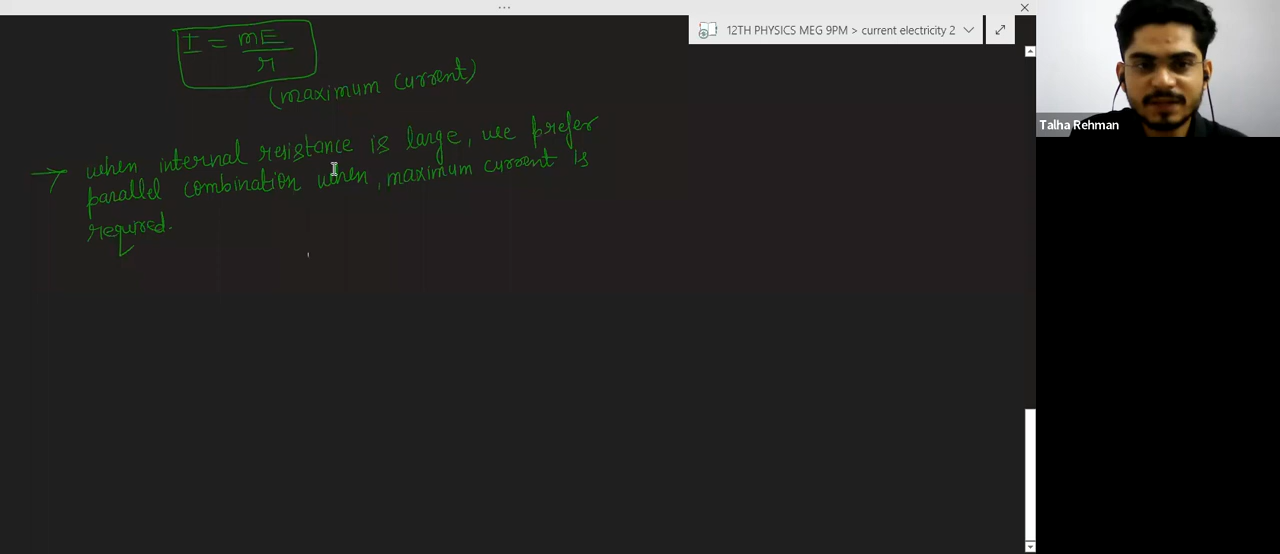 12TH PHYSICS MEG 9PM > current electricity 2
I = mE/r
(maximum current)
→ when internal resistance is large, we prefer
parallel combination when, maximum current is
required.
Talha Rehman